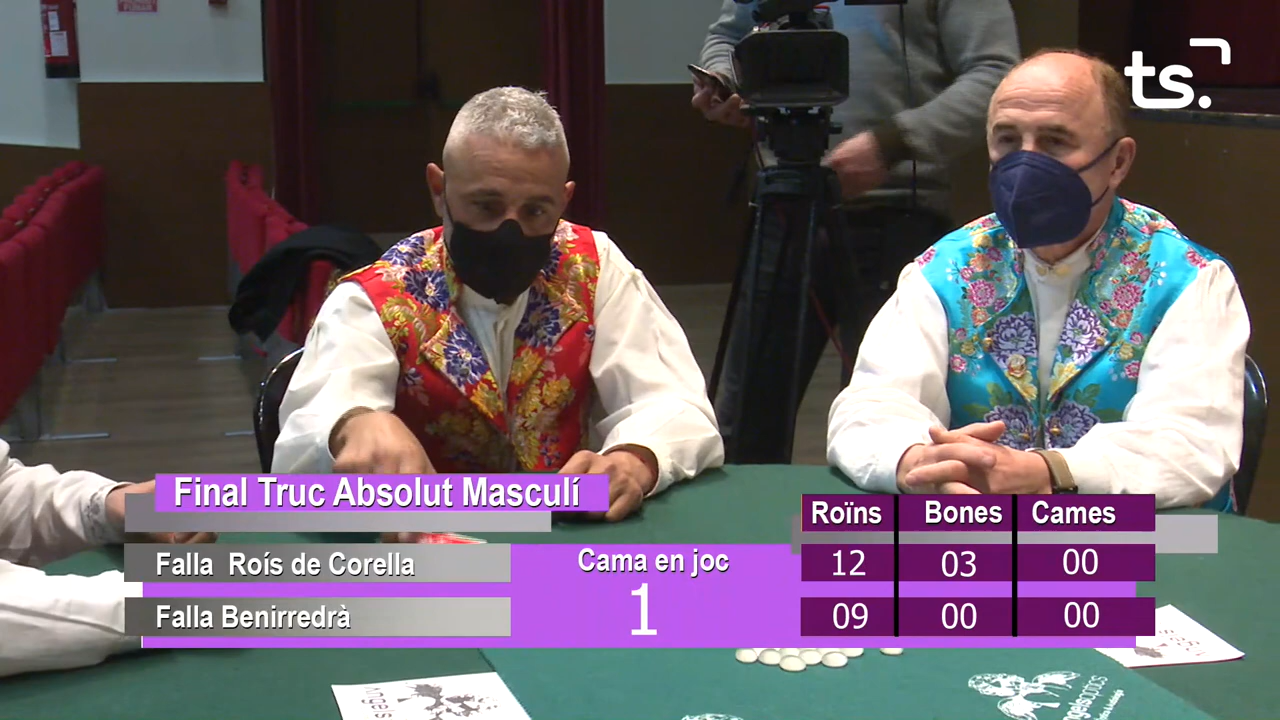 ts.
Final Truc Absolut Masculí
Roïns Bones Cames
Falla Roís de Corella
Cama en joc
12 03 00
1
Falla Benirredrà
09 00 00